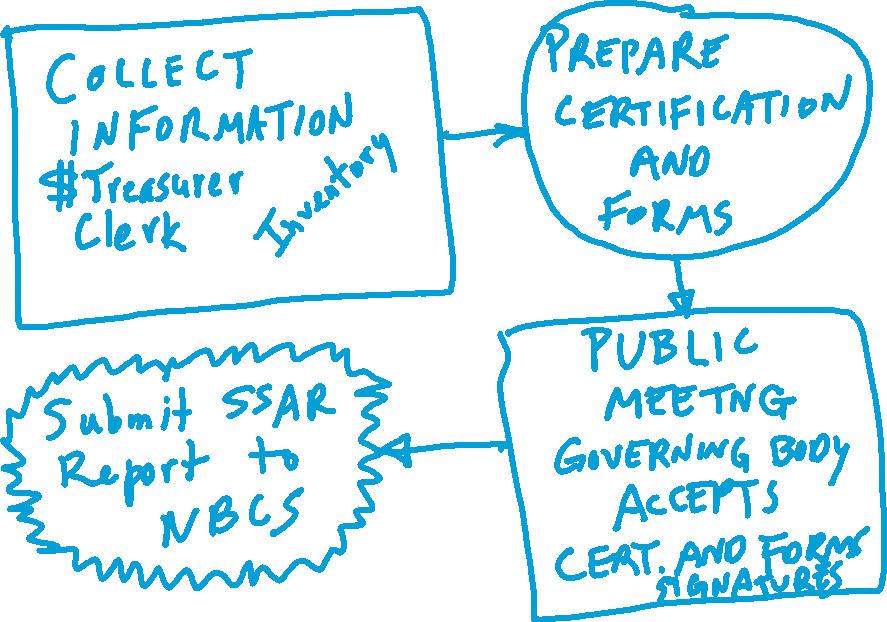 COLLECT
INFORMATION
$Treasurer
Clerk
Inventory
PREPARE
CERTIFICATION
AND
FORMS
PUBLIC
MEETNG
GOVERNING BODY
ACCEPTS
CERT. AND FORMS
SIGNATURES
Submit SSAR
Report to
NBCS